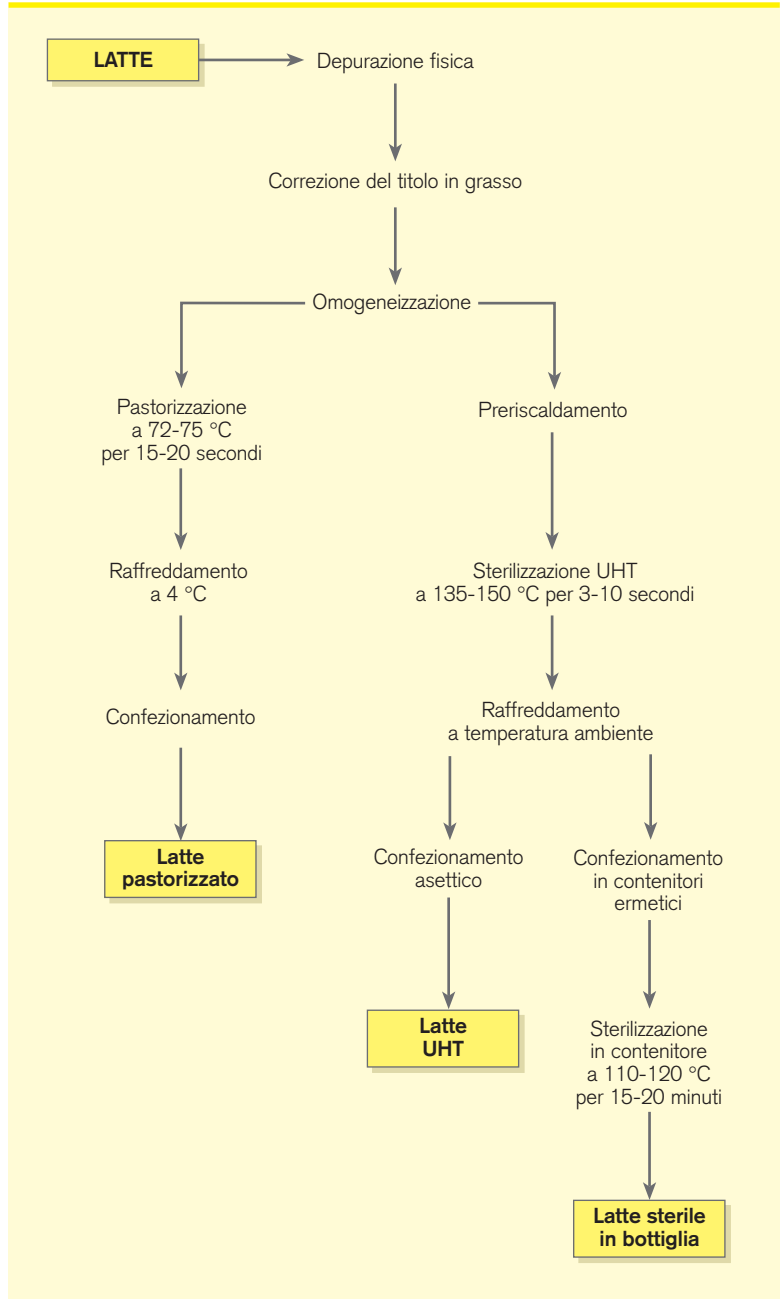 LATTE
Depurazione fisica
Correzione del titolo in grasso
Omogeneizzazione
Pastorizzazione
a 72-75 °C
per 15-20 secondi
Raffreddamento
a 4 °C
Confezionamento
Latte
pastorizzato
Preriscaldamento
Sterilizzazione UHT
a 135-150 °C per 3-10 secondi
Raffreddamento
a temperatura ambiente
Confezionamento
asettico
Latte
UHT
Confezionamento
in contenitori
ermetici
Sterilizzazione
in contenitore
a 110-120 °C
per 15-20 minuti
Latte sterile
in bottiglia